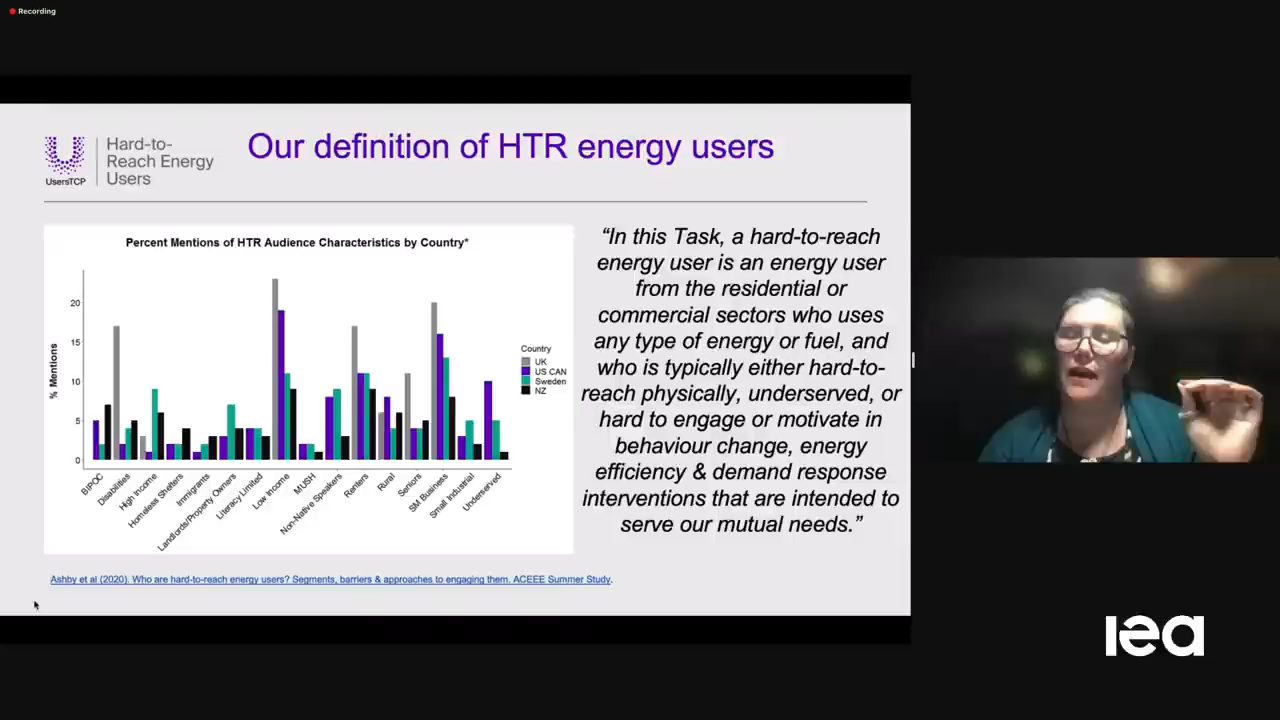 Recording
UsersTCP
Hard-to-
Reach Energy
Users
Our definition of HTR energy users
Percent Mentions of HTR Audience Characteristics by Country*
% Mentions
20
15
10
5
0
BIPOC
Disabilities
High Income
Homeless Shelters
Immigrants
Landlords/Property Owners
Literacy Limited
Low Income
MUSH
Non-Native Speakers
Renters
Rural
Seniors
SM Business
Small Industrial
Underserved
Country
UK
US CAN
Sweden
NZ
“In this Task, a hard-to-reach
energy user is an energy user
from the residential or
commercial sectors who uses
any type of energy or fuel, and
who is typically either hard-to-
reach physically, underserved, or
hard to engage or motivate in
behaviour change, energy
efficiency & demand response
interventions that are intended to
serve our mutual needs.”
Ashby et al (2020). Who are hard-to-reach energy users? Segments, barriers & approaches to engaging them. ACEEE Summer Study.
iea